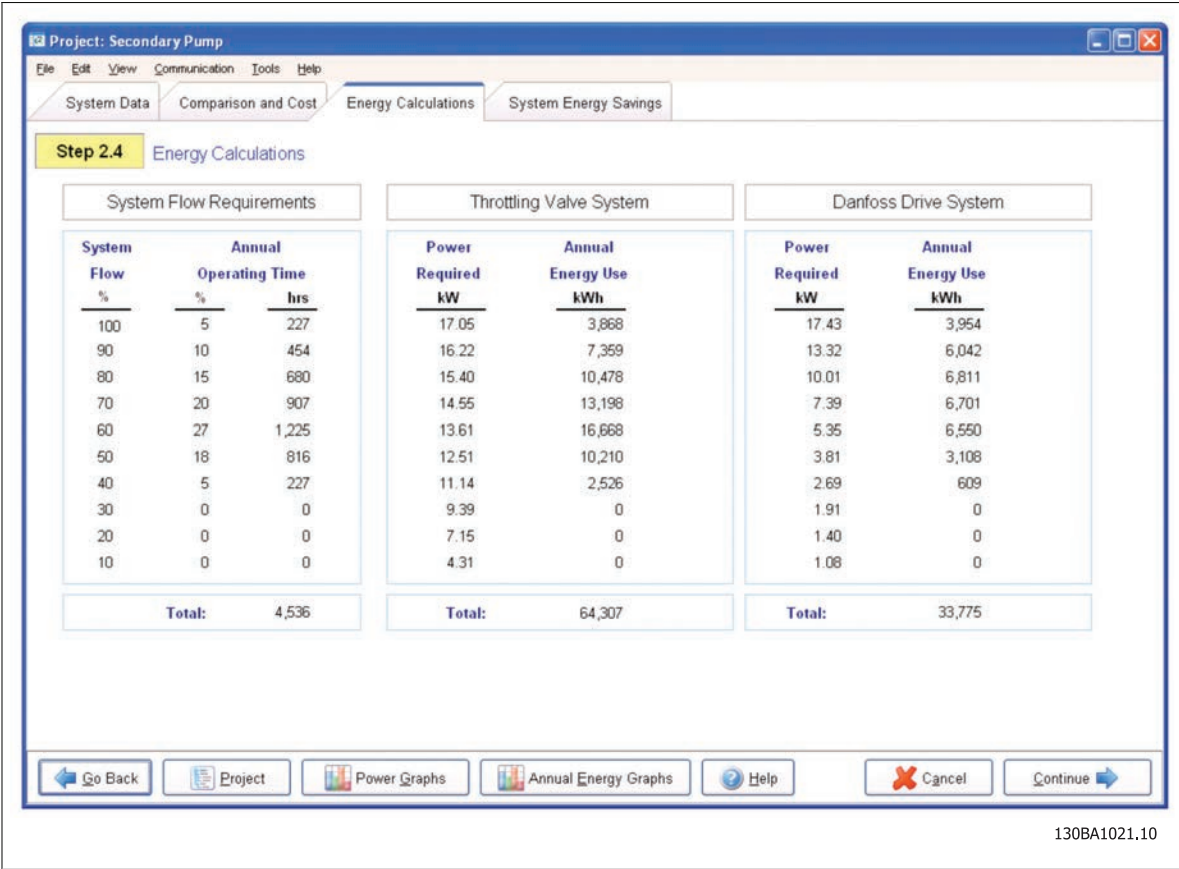 Project: Secondary Pump
File Edit View Communication Tools Help
System Data Comparison and Cost Energy Calculations System Energy Savings
Step 2.4 Energy Calculations
System Flow Requirements Throttling Valve System Danfoss Drive System
System Annual Power Annual Power Annual
Flow Operating Time Required Energy Use Required Energy Use
% % hrs kW kWh kW kWh
100 5 227 17.05 3,868 17.43 3,954
90 10 454 16.22 7,359 13.32 6,042
80 15 680 15.40 10,478 10.01 6,811
70 20 907 14.55 13,198 7.39 6,701
60 27 1,225 13.61 16,668 5.35 6,550
50 18 816 12.51 10,210 3.81 3,108
40 5 227 11.14 2,526 2.69 609
30 0 0 9.39 0 1.91 0
20 0 0 7.15 0 1.40 0
10 0 0 4.31 0 1.08 0
Total: 4,536 Total: 64,307 Total: 33,775
Go Back Project Power Graphs Annual Energy Graphs Help Cancel Continue
130BA1021.10